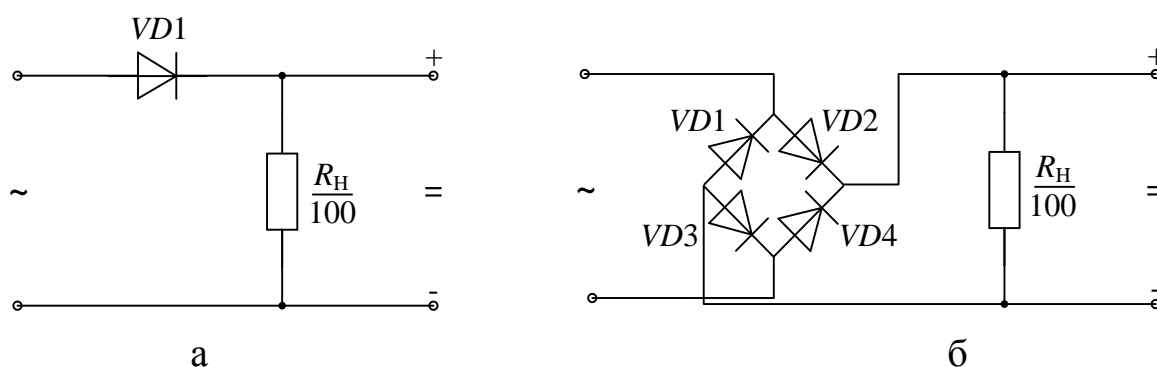 VD1
+
~
R_Н
100
=
-
а
VD1
VD2
+
~
R_Н
100
=
VD3
VD4
-
б